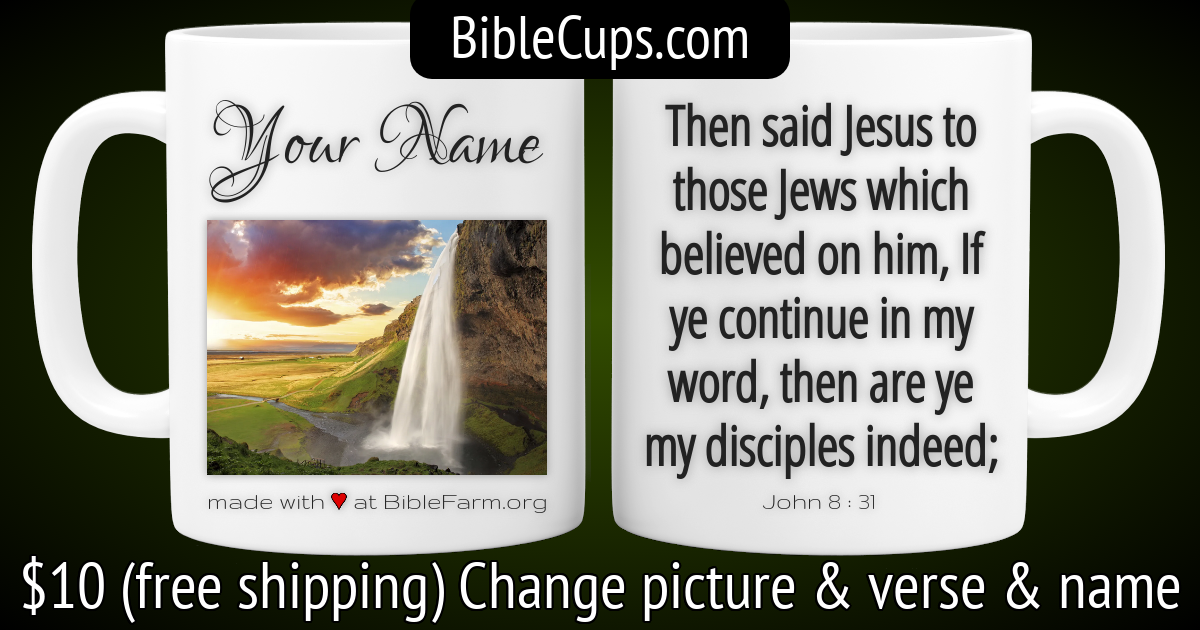 BibleCups.com
Your Name
made with ♥ at BibleFarm.org
Then said Jesus to
those Jews which
believed on him, If
ye continue in my
word, then are ye
my disciples indeed;
John 8 : 31
$10 (free shipping) Change picture & verse & name